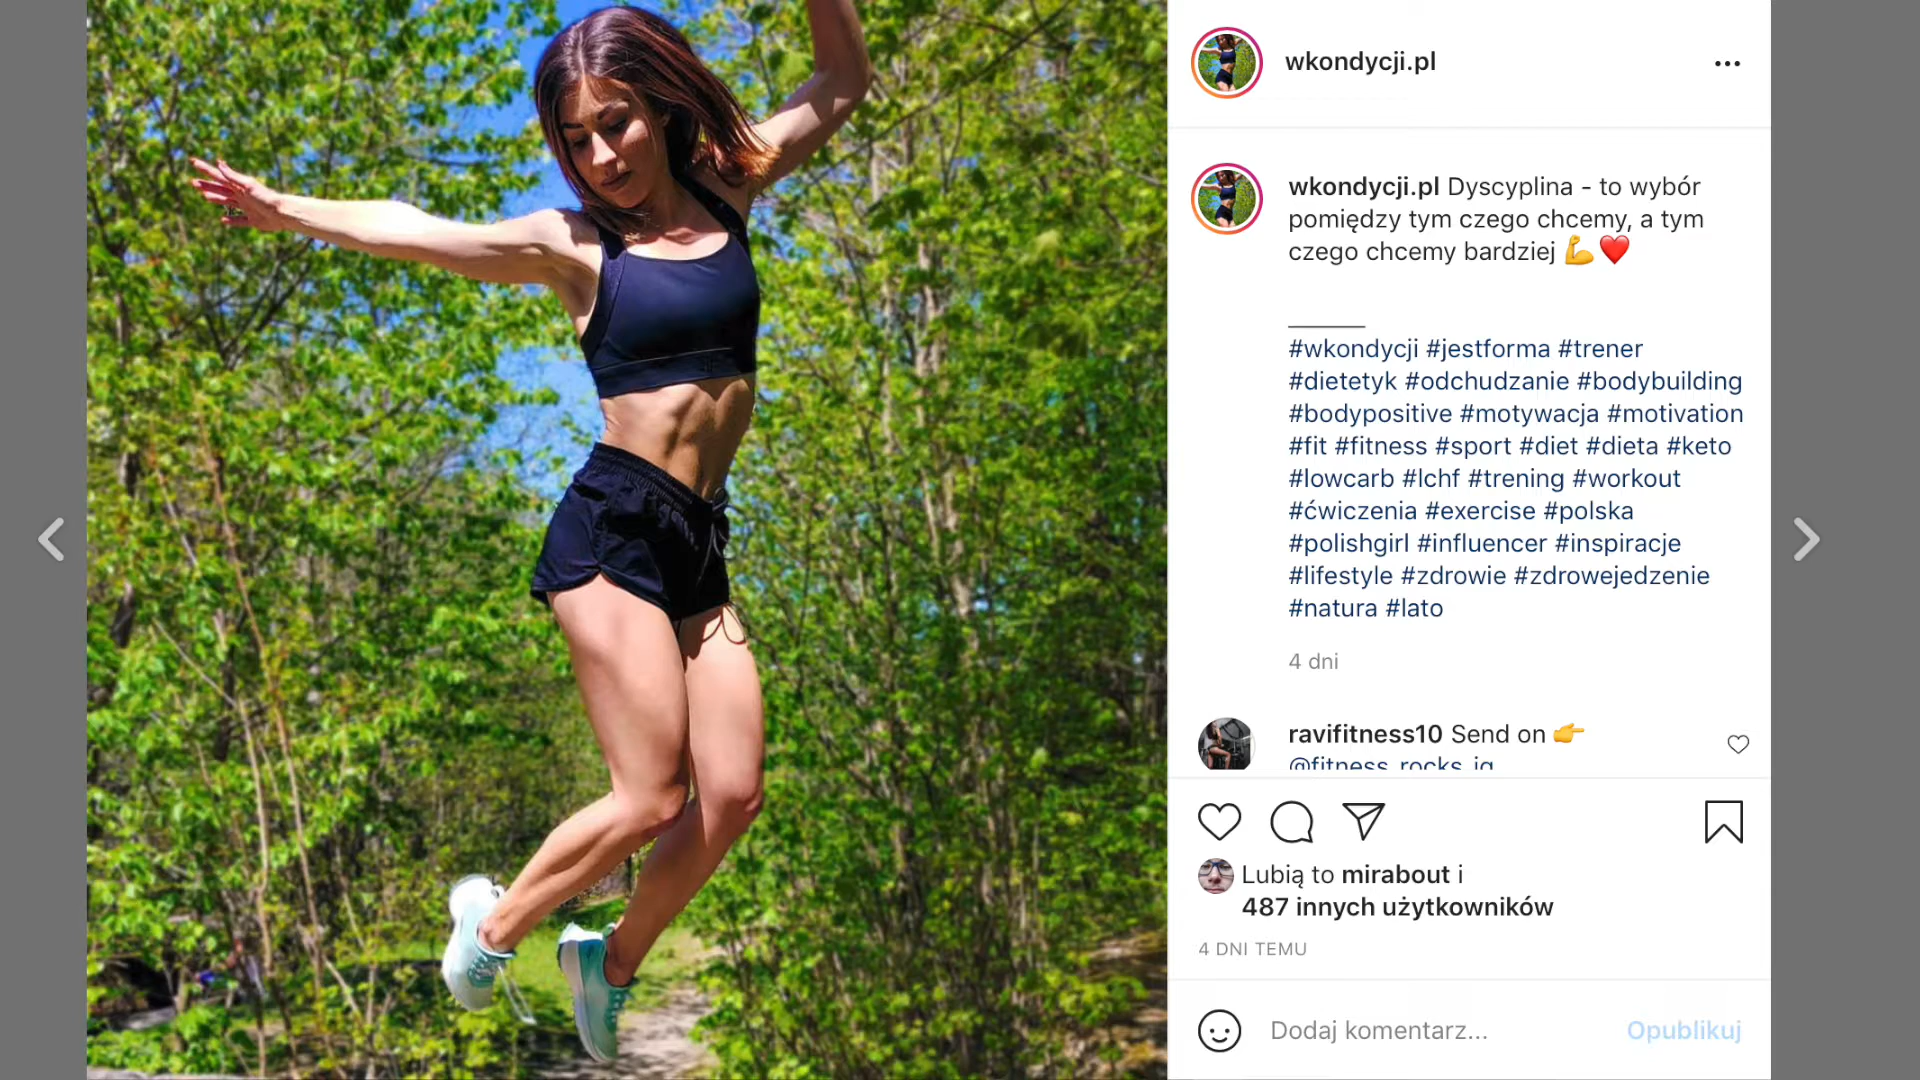 wkondycji.pl
wkondycji.pl Dyscyplina - to wybór
pomiędzy tym czego chcemy, a tym
czego chcemy bardziej 💪❤️
______
#wkondycji #jestforma #trener
#dietetyk #odchudzanie #bodybuilding
#bodypositive #motywacja #motivation
#fit #fitness #sport #diet #dieta #keto
#lowcarb #lchf #trening #workout
#ćwiczenia #exercise #polska
#polishgirl #influencer #inspiracje
#lifestyle #zdrowie #zdrowejedzenie
#natura #lato
4 dni
ravifitness10 Send on 👉
@fitness_rocks_ig
Lubią to mirabout i
487 innych użytkowników
4 DNI TEMU
Dodaj komentarz...
Opublikuj